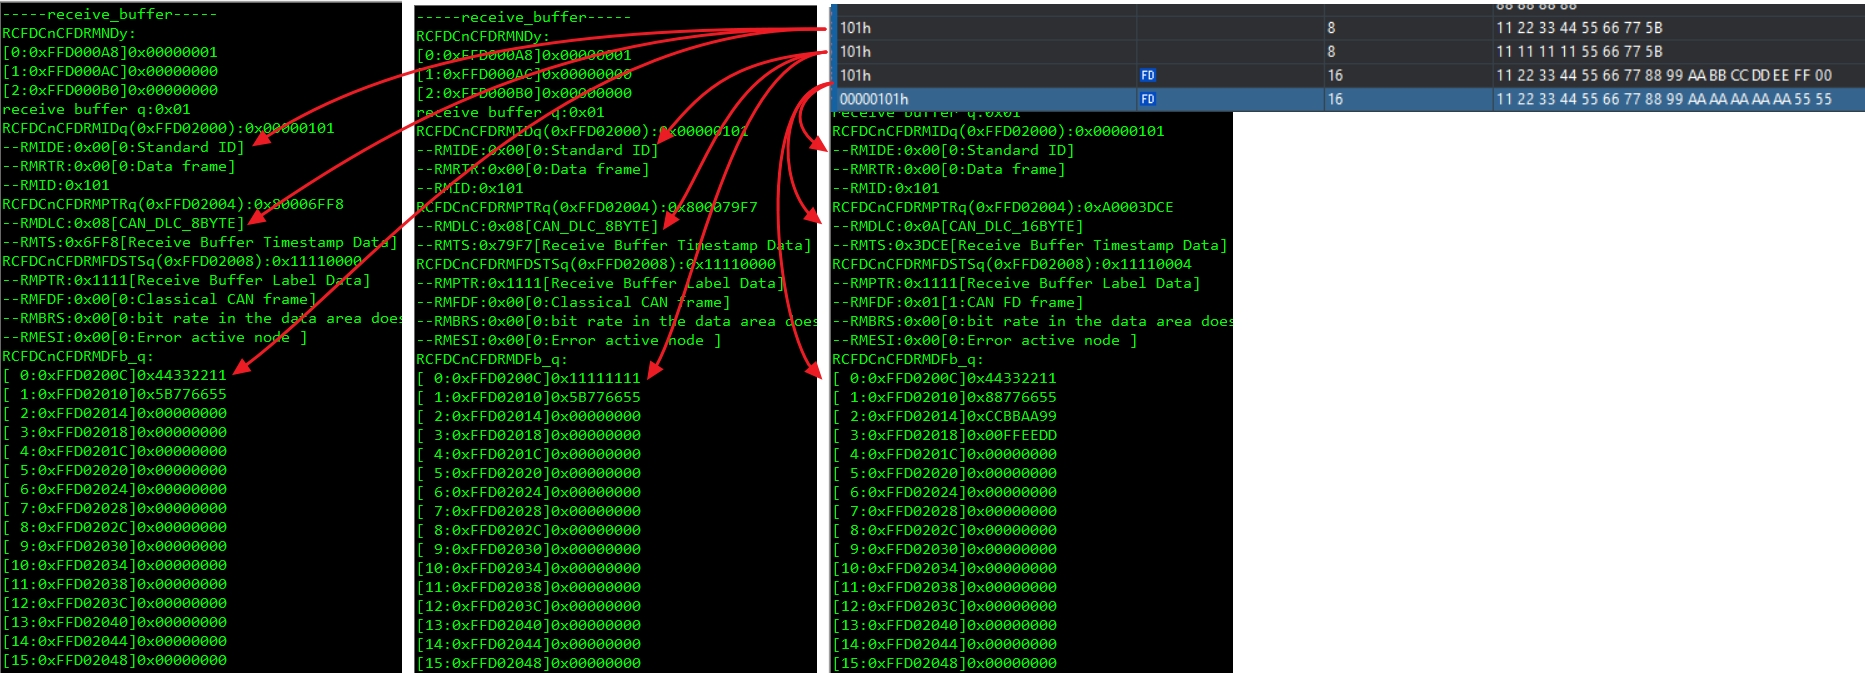 -----receive_buffer-----
RCFDCnCFDRMNDy:
[0:0xFFD000A8]0x00000001
[1:0xFFD000AC]0x00000000
[2:0xFFD000B0]0x00000000
receive buffer q:0x01
RCFDCnCFDRMIDq(0xFFD02000):0x00000101
--RMIDE:0x00[0:Standard ID]
--RMRTR:0x00[0:Data frame]
--RMID:0x101
RCFDCnCFDRMPTRq(0xFFD02004):0x80006FF8
--RMDLC:0x08[CAN_DLC_8BYTE]
--RMTS:0x6FF8[Receive Buffer Timestamp Data]
RCFDCnCFDRMFDSTSq(0xFFD02008):0x11110000
--RMPTR:0x1111[Receive Buffer Label Data]
--RMFDF:0x00[0:Classical CAN frame]
--RMBRS:0x00[0:bit rate in the data area does
--RMESI:0x00[0:Error active node ]
RCFDCnCFDRMDFb_q:
[ 0:0xFFD0200C]0x44332211
[ 1:0xFFD02010]0x5B776655
[ 2:0xFFD02014]0x00000000
[ 3:0xFFD02018]0x00000000
[ 4:0xFFD0201C]0x00000000
[ 5:0xFFD02020]0x00000000
[ 6:0xFFD02024]0x00000000
[ 7:0xFFD02028]0x00000000
[ 8:0xFFD0202C]0x00000000
[ 9:0xFFD02030]0x00000000
[10:0xFFD02034]0x00000000
[11:0xFFD02038]0x00000000
[12:0xFFD0203C]0x00000000
[13:0xFFD02040]0x00000000
[14:0xFFD02044]0x00000000
[15:0xFFD02048]0x00000000
-----receive_buffer-----
RCFDCnCFDRMNDy:
[0:0xFFD000A8]0x00000001
[1:0xFFD000AC]0x00000000
[2:0xFFD000B0]0x00000000
receive buffer q:0x01
RCFDCnCFDRMIDq(0xFFD02000):0x00000101
--RMIDE:0x00[0:Standard ID]
--RMRTR:0x00[0:Data frame]
--RMID:0x101
RCFDCnCFDRMPTRq(0xFFD02004):0x800079F7
--RMDLC:0x08[CAN_DLC_8BYTE]
--RMTS:0x79F7[Receive Buffer Timestamp Data]
RCFDCnCFDRMFDSTSq(0xFFD02008):0x11110000
--RMPTR:0x1111[Receive Buffer Label Data]
--RMFDF:0x00[0:Classical CAN frame]
--RMBRS:0x00[0:bit rate in the data area does
--RMESI:0x00[0:Error active node ]
RCFDCnCFDRMDFb_q:
[ 0:0xFFD0200C]0x11111111
[ 1:0xFFD02010]0x5B776655
[ 2:0xFFD02014]0x00000000
[ 3:0xFFD02018]0x00000000
[ 4:0xFFD0201C]0x00000000
[ 5:0xFFD02020]0x00000000
[ 6:0xFFD02024]0x00000000
[ 7:0xFFD02028]0x00000000
[ 8:0xFFD0202C]0x00000000
[ 9:0xFFD02030]0x00000000
[10:0xFFD02034]0x00000000
[11:0xFFD02038]0x00000000
[12:0xFFD0203C]0x00000000
[13:0xFFD02040]0x00000000
[14:0xFFD02044]0x00000000
[15:0xFFD02048]0x00000000
101h 8 11 22 33 44 55 66 77 5B
101h 8 11 11 11 11 55 66 77 5B
101h FD 16 11 22 33 44 55 66 77 88 99 AA BB CC DD EE FF 00
00000101h FD 16 11 22 33 44 55 66 77 88 99 AA AA AA AA AA 55 55
receive buffer q:0x01
RCFDCnCFDRMIDq(0xFFD02000):0x00000101
--RMIDE:0x00[0:Standard ID]
--RMRTR:0x00[0:Data frame]
--RMID:0x101
RCFDCnCFDRMPTRq(0xFFD02004):0xA0003DCE
--RMDLC:0x0A[CAN_DLC_16BYTE]
--RMTS:0x3DCE[Receive Buffer Timestamp Data]
RCFDCnCFDRMFDSTSq(0xFFD02008):0x11110004
--RMPTR:0x1111[Receive Buffer Label Data]
--RMFDF:0x01[1:CAN FD frame]
--RMBRS:0x00[0:bit rate in the data area does
--RMESI:0x00[0:Error active node ]
RCFDCnCFDRMDFb_q:
[ 0:0xFFD0200C]0x44332211
[ 1:0xFFD02010]0x88776655
[ 2:0xFFD02014]0xCCBBAA99
[ 3:0xFFD02018]0x00FFEEDD
[ 4:0xFFD0201C]0x00000000
[ 5:0xFFD02020]0x00000000
[ 6:0xFFD02024]0x00000000
[ 7:0xFFD02028]0x00000000
[ 8:0xFFD0202C]0x00000000
[ 9:0xFFD02030]0x00000000
[10:0xFFD02034]0x00000000
[11:0xFFD02038]0x00000000
[12:0xFFD0203C]0x00000000
[13:0xFFD02040]0x00000000
[14:0xFFD02044]0x00000000
[15:0xFFD02048]0x00000000